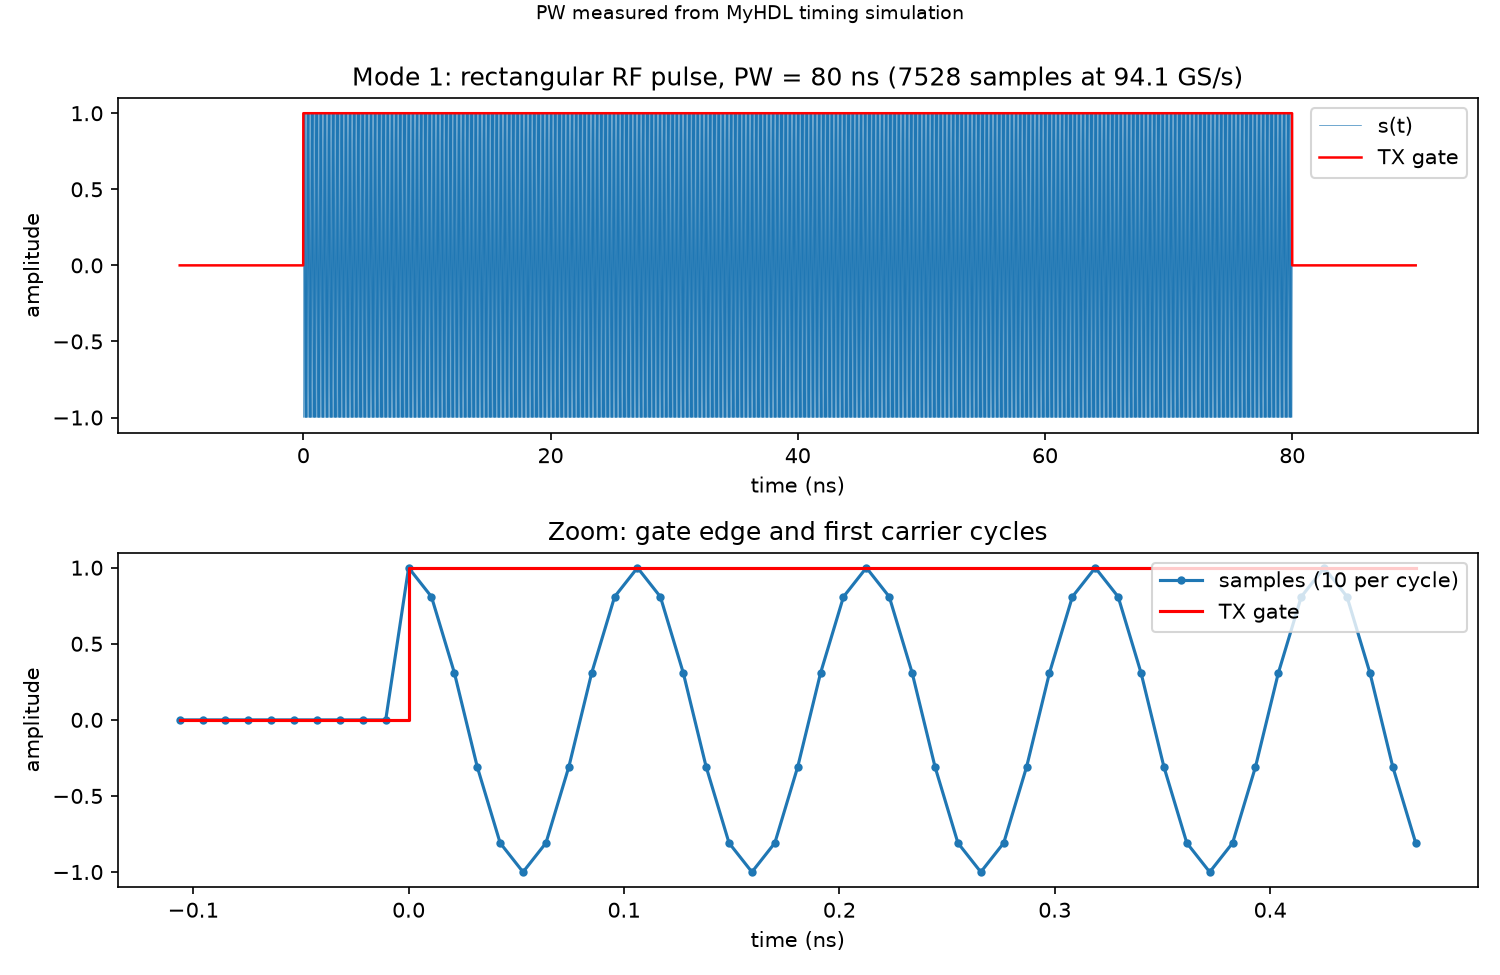 PW measured from MyHDL timing simulation
Mode 1: rectangular RF pulse, PW = 80 ns (7528 samples at 94.1 GS/s)
1.0
0.5
0.0
−0.5
−1.0
amplitude
s(t)
TX gate
0 20 40 60 80
time (ns)
Zoom: gate edge and first carrier cycles
1.0
0.5
0.0
−0.5
−1.0
amplitude
samples (10 per cycle)
TX gate
−0.1 0.0 0.1 0.2 0.3 0.4
time (ns)